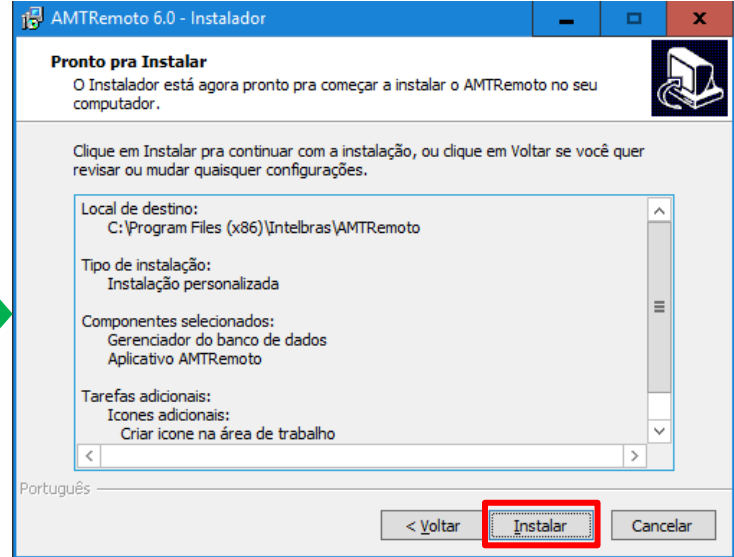 AMTRemoto 6.0 - Instalador
Pronto pra Instalar
O Instalador está agora pronto pra começar a instalar o AMTRemoto no seu
computador.
Clique em Instalar pra continuar com a instalação, ou clique em Voltar se você quer
revisar ou mudar quaisquer configurações.
Local de destino:
C:\Program Files (x86)\Intelbras\AMTRemoto
Tipo de instalação:
Instalação personalizada
Componentes selecionados:
Gerenciador do banco de dados
Aplicativo AMTRemoto
Tarefas adicionais:
Icones adicionais:
Criar icone na área de trabalho
Português
< Voltar Instalar Cancelar